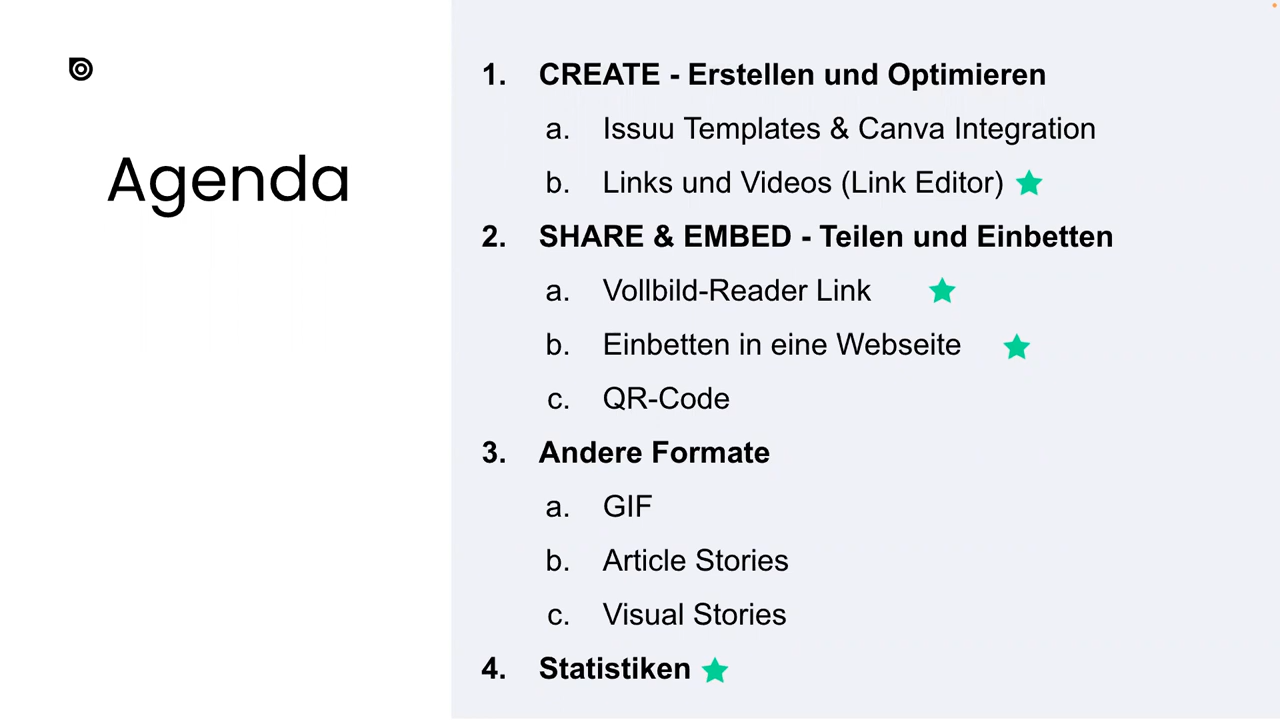 Agenda
1. CREATE - Erstellen und Optimieren
a. Issuu Templates & Canva Integration
b. Links und Videos (Link Editor)
2. SHARE & EMBED - Teilen und Einbetten
a. Vollbild-Reader Link
b. Einbetten in eine Webseite
c. QR-Code
3. Andere Formate
a. GIF
b. Article Stories
c. Visual Stories
4. Statistiken